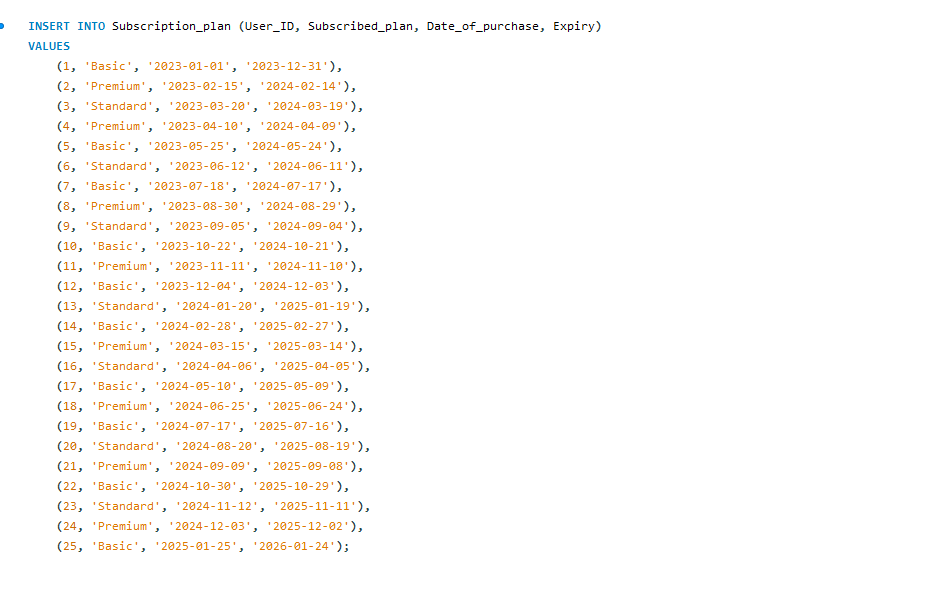 INSERT INTO Subscription_plan (User_ID, Subscribed_plan, Date_of_purchase, Expiry)
VALUES
(1, 'Basic', '2023-01-01', '2023-12-31'),
(2, 'Premium', '2023-02-15', '2024-02-14'),
(3, 'Standard', '2023-03-20', '2024-03-19'),
(4, 'Premium', '2023-04-10', '2024-04-09'),
(5, 'Basic', '2023-05-25', '2024-05-24'),
(6, 'Standard', '2023-06-12', '2024-06-11'),
(7, 'Basic', '2023-07-18', '2024-07-17'),
(8, 'Premium', '2023-08-30', '2024-08-29'),
(9, 'Standard', '2023-09-05', '2024-09-04'),
(10, 'Basic', '2023-10-22', '2024-10-21'),
(11, 'Premium', '2023-11-11', '2024-11-10'),
(12, 'Basic', '2023-12-04', '2024-12-03'),
(13, 'Standard', '2024-01-20', '2025-01-19'),
(14, 'Basic', '2024-02-28', '2025-02-27'),
(15, 'Premium', '2024-03-15', '2025-03-14'),
(16, 'Standard', '2024-04-06', '2025-04-05'),
(17, 'Basic', '2024-05-10', '2025-05-09'),
(18, 'Premium', '2024-06-25', '2025-06-24'),
(19, 'Basic', '2024-07-17', '2025-07-16'),
(20, 'Standard', '2024-08-20', '2025-08-19'),
(21, 'Premium', '2024-09-09', '2025-09-08'),
(22, 'Basic', '2024-10-30', '2025-10-29'),
(23, 'Standard', '2024-11-12', '2025-11-11'),
(24, 'Premium', '2024-12-03', '2025-12-02'),
(25, 'Basic', '2025-01-25', '2026-01-24');